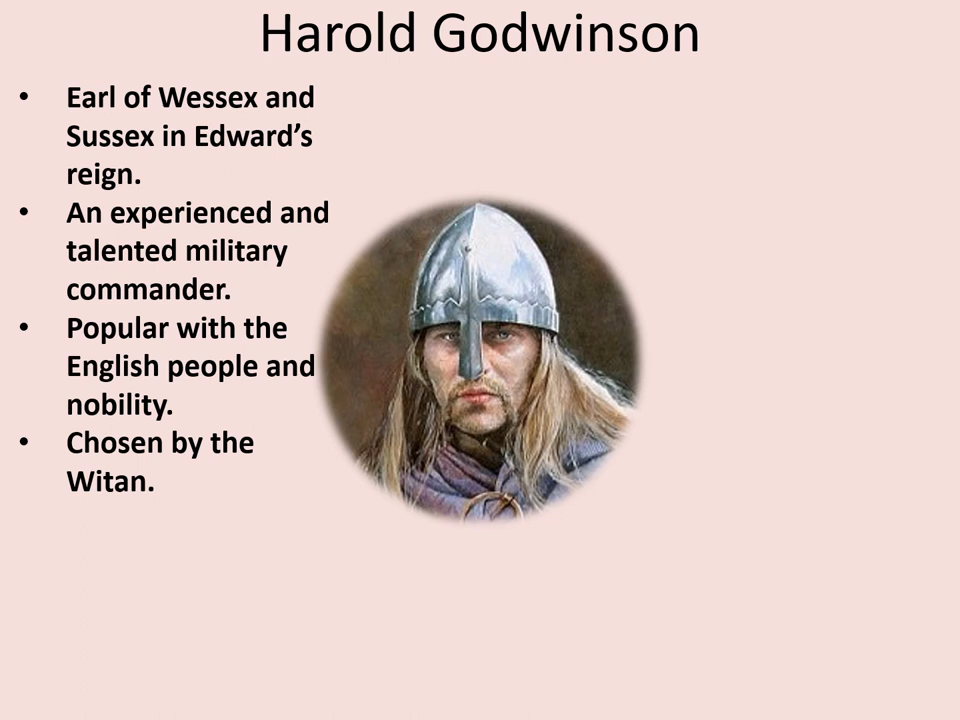 Harold Godwinson
• Earl of Wessex and
Sussex in Edward’s
reign.
• An experienced and
talented military
commander.
• Popular with the
English people and
nobility.
• Chosen by the
Witan.